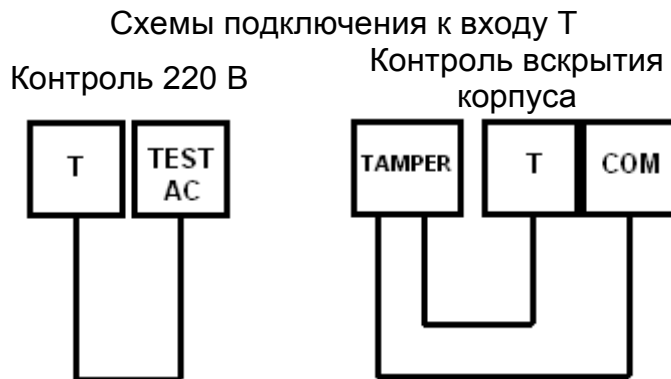 Схемы подключения к входу Т
Контроль 220 В
Контроль вскрытия
корпуса
T
TEST
AC
TAMPER
T
COM